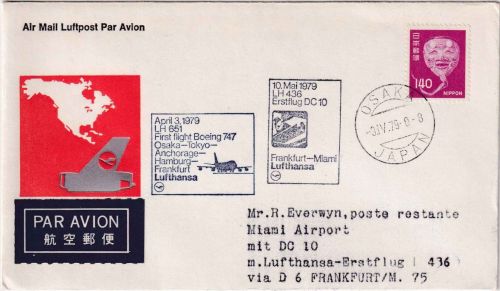 Air Mail Luftpost Par Avion
日本郵便
140
NIPPON
OSAKA
JAPAN
April 3, 1979
LH 651
First flight Boeing 747
Osaka–Tokyo–
Anchorage–
Hamburg–
Frankfurt
Lufthansa
10. Mai 1979
LH 436
Erstflug DC 10
Frankfurt–Miami
Lufthansa
PAR AVION
航空郵便
Mr.R.Everwyn,poste restante
Miami Airport
mit DC 10
m.Lufthansa-Erstflug ( 436)
via D 6 FRANKFURT/M. 75